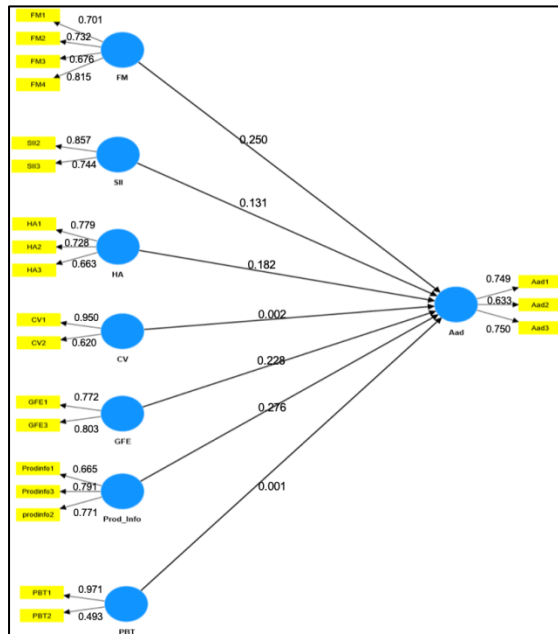 FM1
0.701
FM2
0.732
FM3
0.676
FM4
0.815
FM
0.250
SII2
0.857
SII3
0.744
SII
0.131
HA1
0.779
HA2
0.728
HA3
0.663
HA
0.182
CV1
0.950
CV2
0.620
CV
0.002
Aad1
0.749
Aad2
0.633
Aad3
0.750
Aad
GFE1
0.772
GFE3
0.803
GFE
0.228
Prodinfo1
0.665
Prodinfo3
0.791
prodinfo2
0.771
Prod_Info
0.276
PBT1
0.971
PBT2
0.493
PBT
0.001